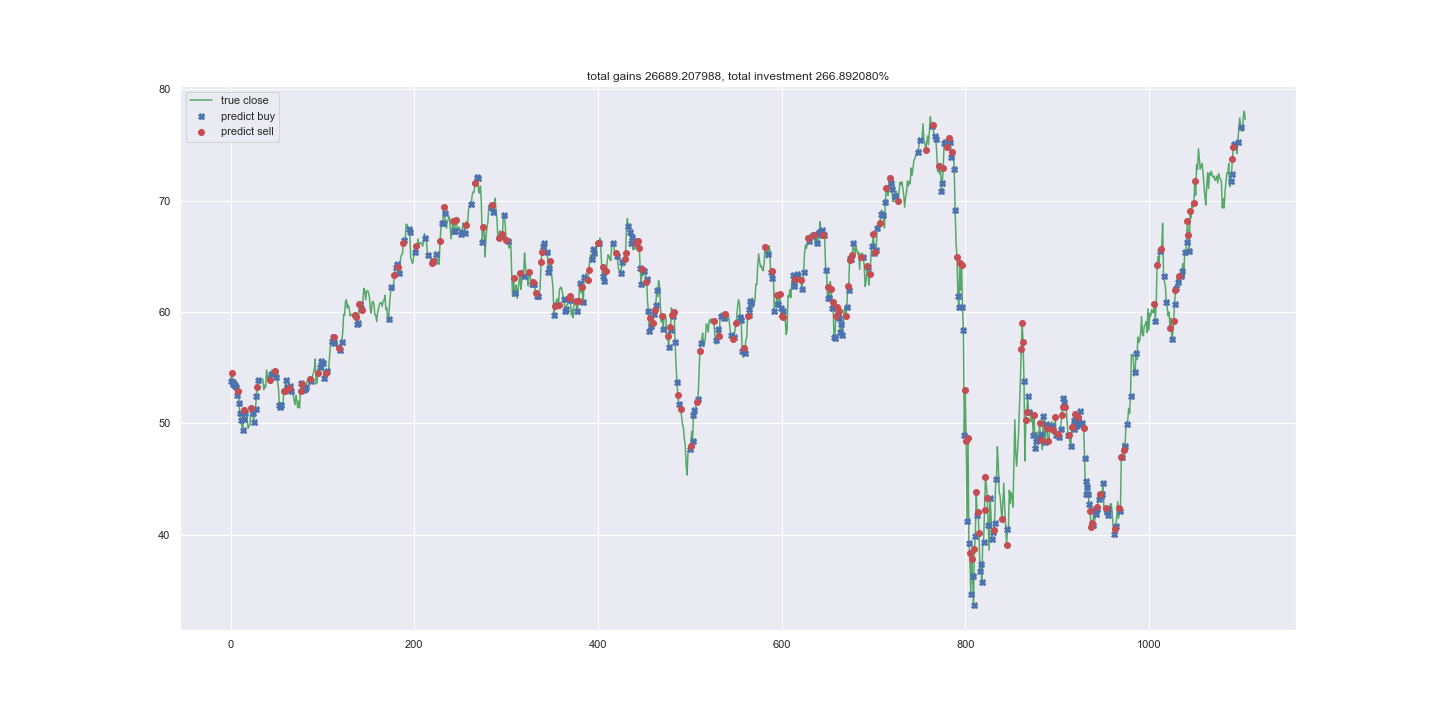 total gains 26689.207988, total investment 266.892080%
true close
predict buy
predict sell
80
70
60
50
40
0 200 400 600 800 1000